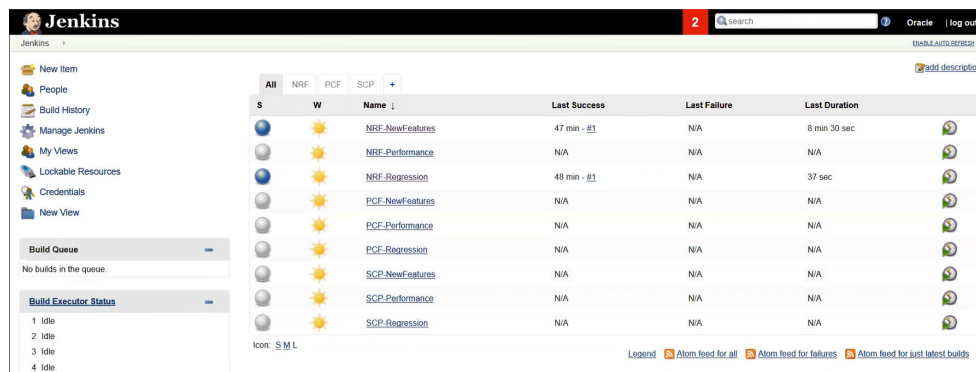 Jenkins
2
search
Oracle | log out
Jenkins
ENABLE AUTO REFRESH
New Item
People
Build History
Manage Jenkins
My Views
Lockable Resources
Credentials
New View
Build Queue
No builds in the queue.
Build Executor Status
1 Idle
2 Idle
3 Idle
4 Idle
add descriptio
All NRF PCF SCP +
S W Name ↓ Last Success Last Failure Last Duration
NRF-NewFeatures 47 min - #1 N/A 8 min 30 sec
NRF-Performance N/A N/A N/A
NRF-Regression 48 min - #1 N/A 37 sec
PCF-NewFeatures N/A N/A N/A
PCF-Performance N/A N/A N/A
PCF-Regression N/A N/A N/A
SCP-NewFeatures N/A N/A N/A
SCP-Performance N/A N/A N/A
SCP-Regression N/A N/A N/A
Icon: S M L
Legend Atom feed for all Atom feed for failures Atom feed for just latest builds